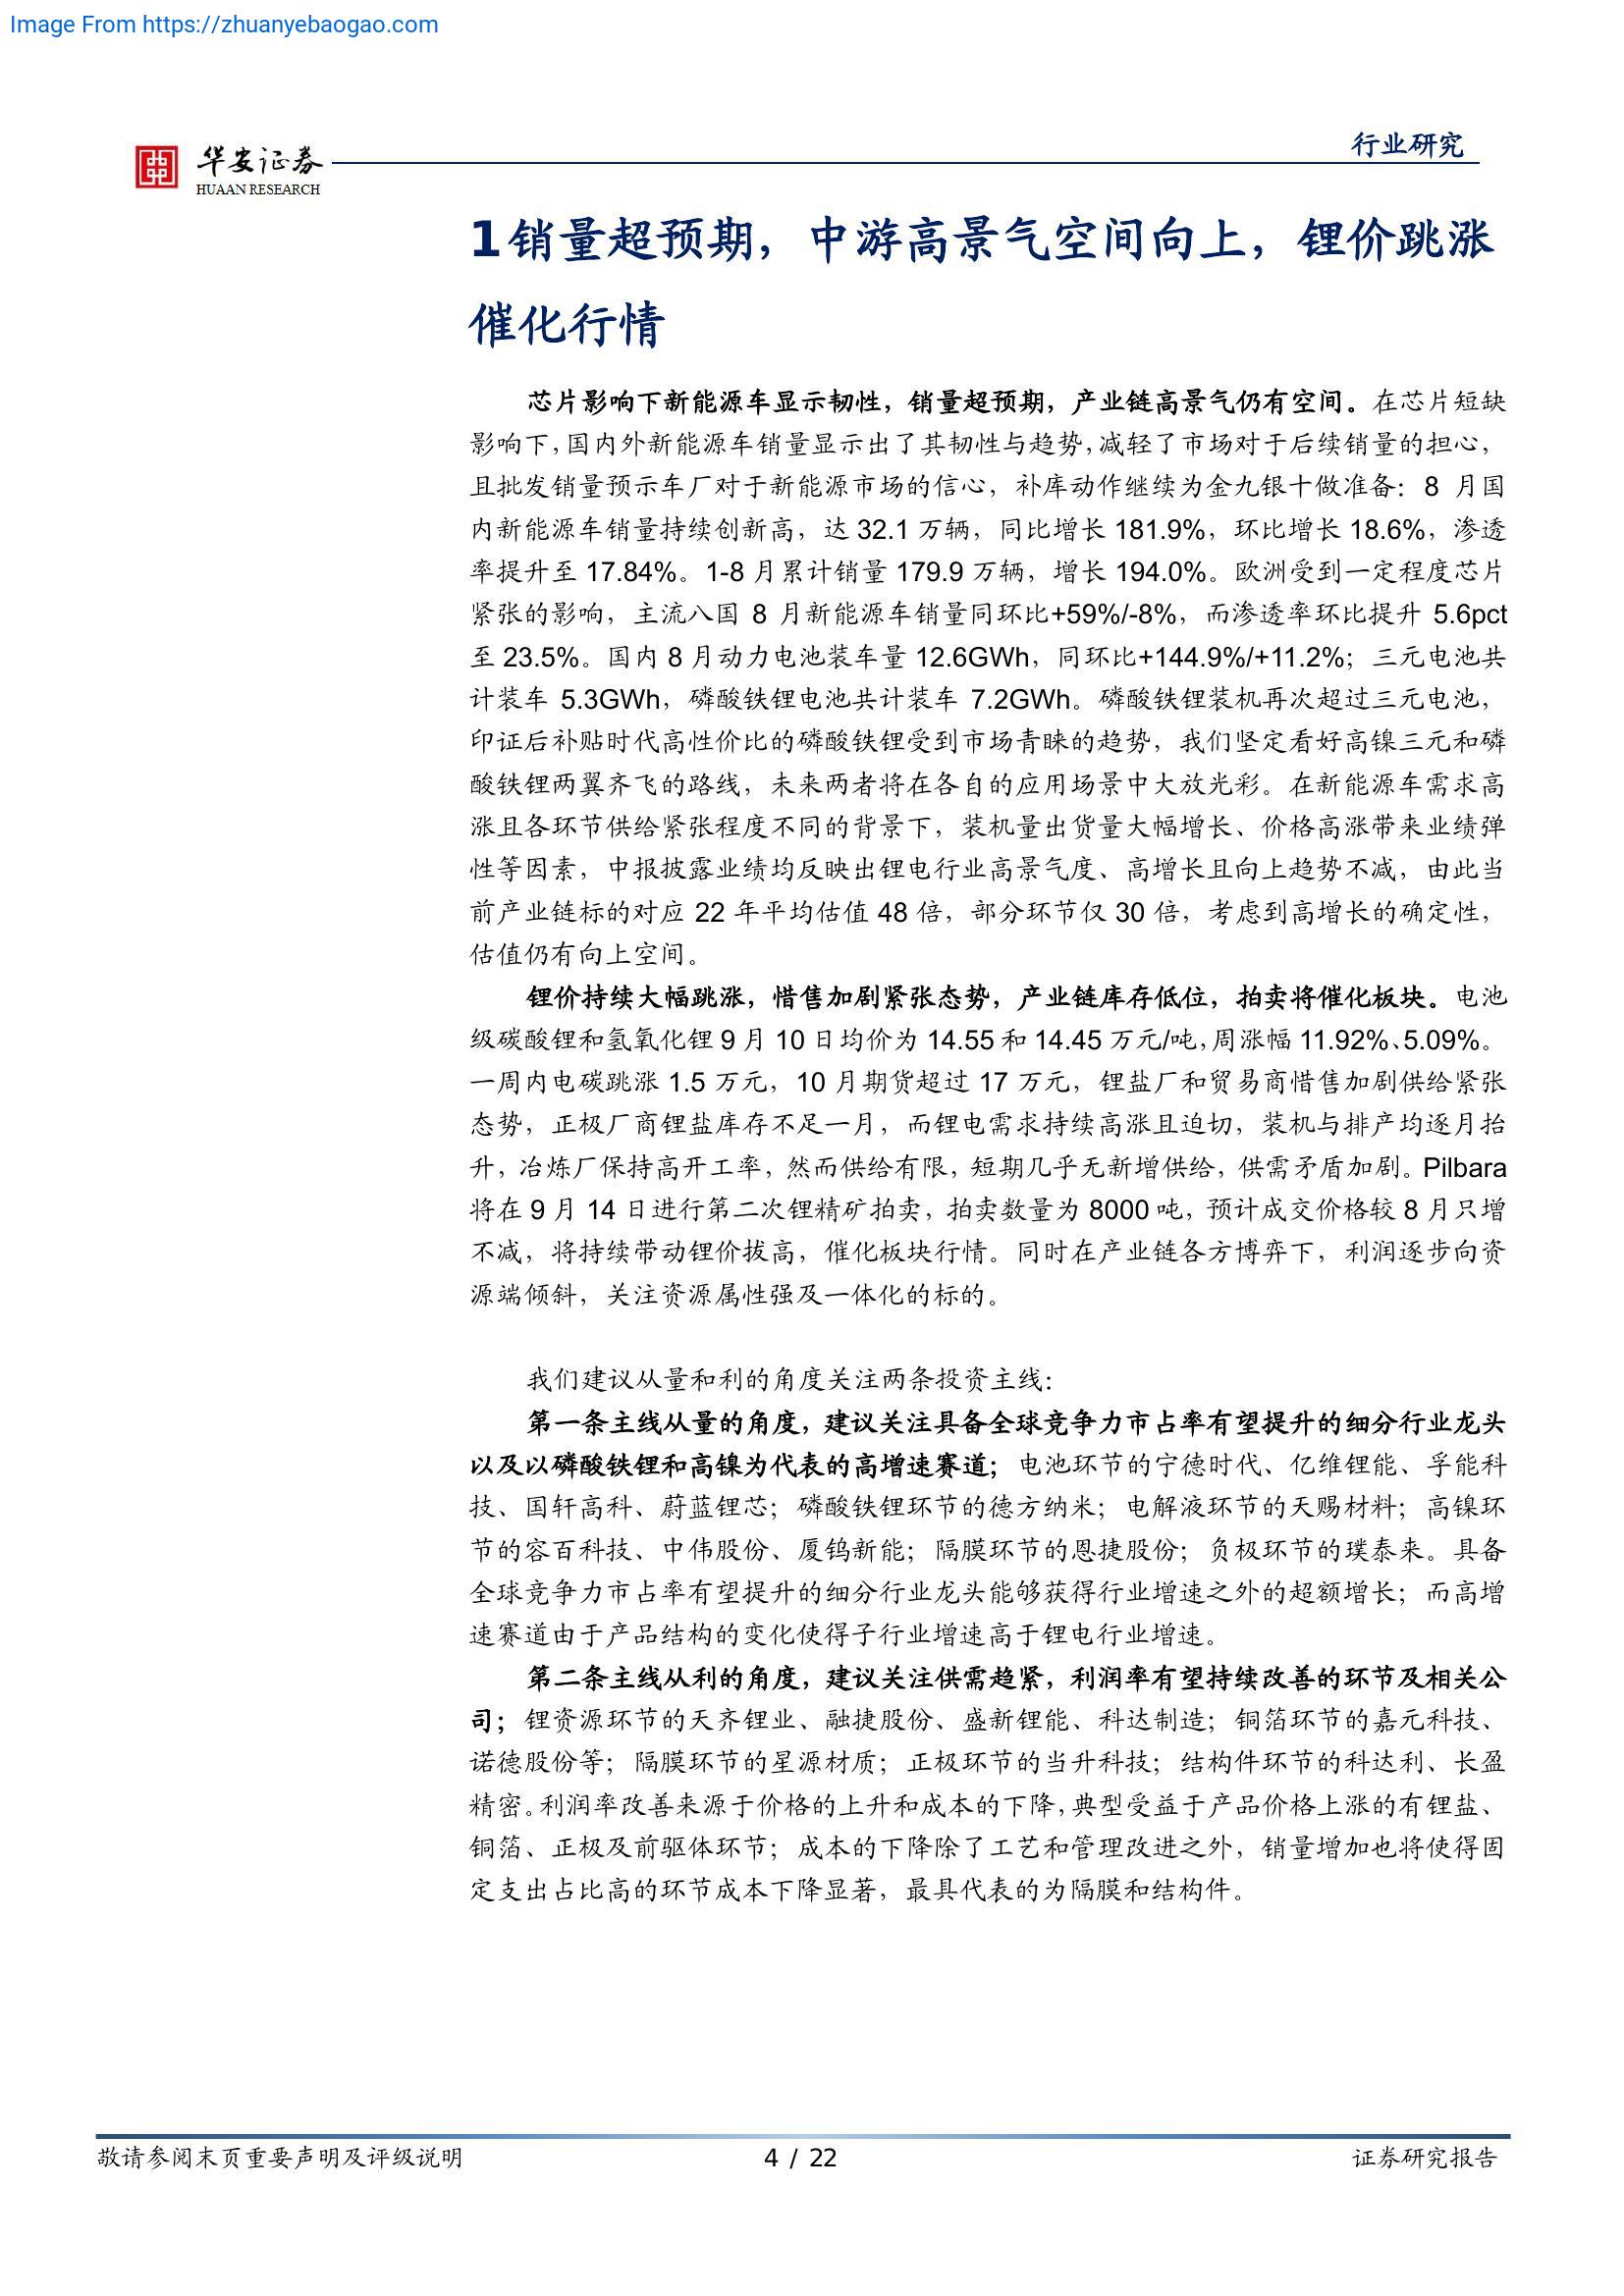 Image From https://zhuanyebaogao.com
华安证券
HUAAN RESEARCH
行业研究
1销量超预期，中游高景气空间向上，锂价跳涨
催化行情
芯片影响下新能源车显示韧性，销量超预期，产业链高景气仍有空间。在芯片短缺
影响下，国内外新能源车销量显示出了其韧性与趋势，减轻了市场对于后续销量的担心，
且批发销量预示车厂对于新能源市场的信心，补库动作继续为金九银十做准备：8 月国
内新能源车销量持续创新高，达 32.1 万辆，同比增长 181.9%，环比增长 18.6%，渗透
率提升至 17.84%。1-8 月累计销量 179.9 万辆，增长 194.0%。欧洲受到一定程度芯片
紧张的影响，主流八国 8 月新能源车销量同环比+59%/-8%，而渗透率环比提升 5.6pct
至 23.5%。国内 8 月动力电池装车量 12.6GWh，同环比+144.9%/+11.2%；三元电池共
计装车 5.3GWh，磷酸铁锂电池共计装车 7.2GWh。磷酸铁锂装机再次超过三元电池，
印证后补贴时代高性价比的磷酸铁锂受到市场青睐的趋势，我们坚定看好高镍三元和磷
酸铁锂两翼齐飞的路线，未来两者将在各自的应用场景中大放光彩。在新能源车需求高
涨且各环节供给紧张程度不同的背景下，装机量出货量大幅增长、价格高涨带来业绩弹
性等因素，中报披露业绩均反映出锂电行业高景气度、高增长且向上趋势不减，由此当
前产业链标的对应 22 年平均估值 48 倍，部分环节仅 30 倍，考虑到高增长的确定性，
估值仍有向上空间。
锂价持续大幅跳涨，惜售加剧紧张态势，产业链库存低位，拍卖将催化板块。电池
级碳酸锂和氢氧化锂 9 月 10 日均价为 14.55 和 14.45 万元/吨，周涨幅 11.92%、5.09%。
一周内电碳跳涨 1.5 万元，10 月期货超过 17 万元，锂盐厂和贸易商惜售加剧供给紧张
态势，正极厂商锂盐库存不足一月，而锂电需求持续高涨且迫切，装机与排产均逐月抬
升，冶炼厂保持高开工率，然而供给有限，短期几乎无新增供给，供需矛盾加剧。Pilbara
将在 9 月 14 日进行第二次锂精矿拍卖，拍卖数量为 8000 吨，预计成交价格较 8 月只增
不减，将持续带动锂价拔高，催化板块行情。同时在产业链各方博弈下，利润逐步向资
源端倾斜，关注资源属性强及一体化的标的。
我们建议从量和利的角度关注两条投资主线：
第一条主线从量的角度，建议关注具备全球竞争力市占率有望提升的细分行业龙头
以及以磷酸铁锂和高镍为代表的高增速赛道；电池环节的宁德时代、亿维锂能、孚能科
技、国轩高科、蔚蓝锂芯；磷酸铁锂环节的德方纳米；电解液环节的天赐材料；高镍环
节的容百科技、中伟股份、厦钨新能；隔膜环节的恩捷股份；负极环节的璞泰来。具备
全球竞争力市占率有望提升的细分行业龙头能够获得行业增速之外的超额增长；而高增
速赛道由于产品结构的变化使得子行业增速高于锂电行业增速。
第二条主线从利的角度，建议关注供需趋紧，利润率有望持续改善的环节及相关公
司；锂资源环节的天齐锂业、融捷股份、盛新锂能、科达制造；铜箔环节的嘉元科技、
诺德股份等；隔膜环节的星源材质；正极环节的当升科技；结构件环节的科达利、长盈
精密。利润率改善来源于价格的上升和成本的下降，典型受益于产品价格上涨的有锂盐、
铜箔、正极及前驱体环节；成本的下降除了工艺和管理改进之外，销量增加也将使得固
定支出占比高的环节成本下降显著，最具代表的为隔膜和结构件。
敬请参阅末页重要声明及评级说明
4 / 22
证券研究报告